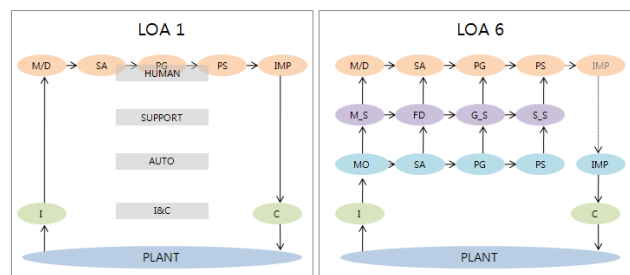 LOA 1
M/D SA PG PS IMP
HUMAN
SUPPORT
AUTO
I C
I&C
PLANT
LOA 6
M/D SA PG PS IMP
M_S FD G_S S_S
MO SA PG PS IMP
I C
PLANT